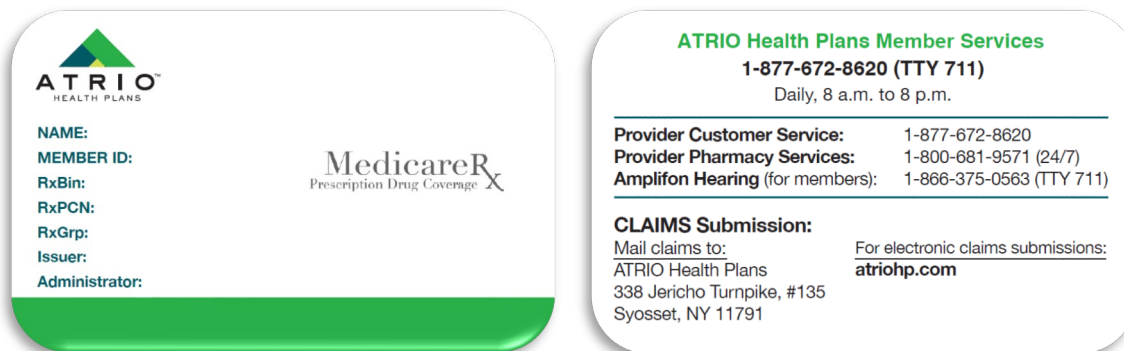 ATRIO™
HEALTH PLANS
NAME:
MEMBER ID:
RxBin:
RxPCN:
RxGrp:
Issuer:
Administrator:
MedicareRx
Prescription Drug Coverage
ATRIO Health Plans Member Services
1-877-672-8620 (TTY 711)
Daily, 8 a.m. to 8 p.m.
Provider Customer Service: 1-877-672-8620
Provider Pharmacy Services: 1-800-681-9571 (24/7)
Amplifon Hearing (for members): 1-866-375-0563 (TTY 711)
CLAIMS Submission:
Mail claims to:
ATRIO Health Plans
338 Jericho Turnpike, #135
Syosset, NY 11791
For electronic claims submissions:
atriohp.com